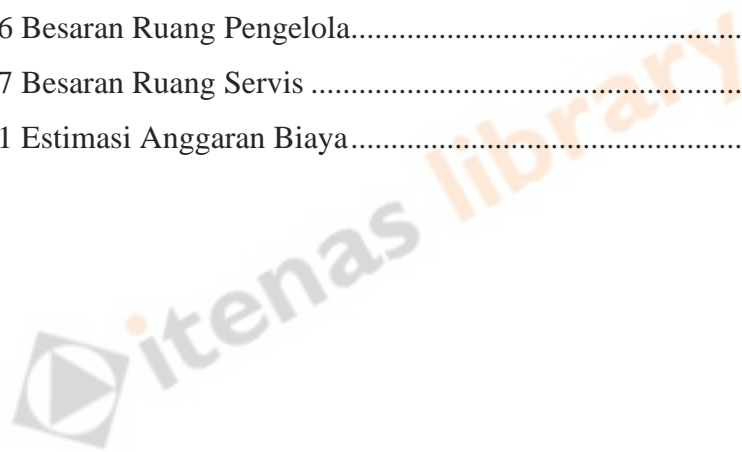 6 Besaran Ruang Pengelola.................................................
7 Besaran Ruang Servis ......................................................
1 Estimasi Anggaran Biaya.................................................
itenas library